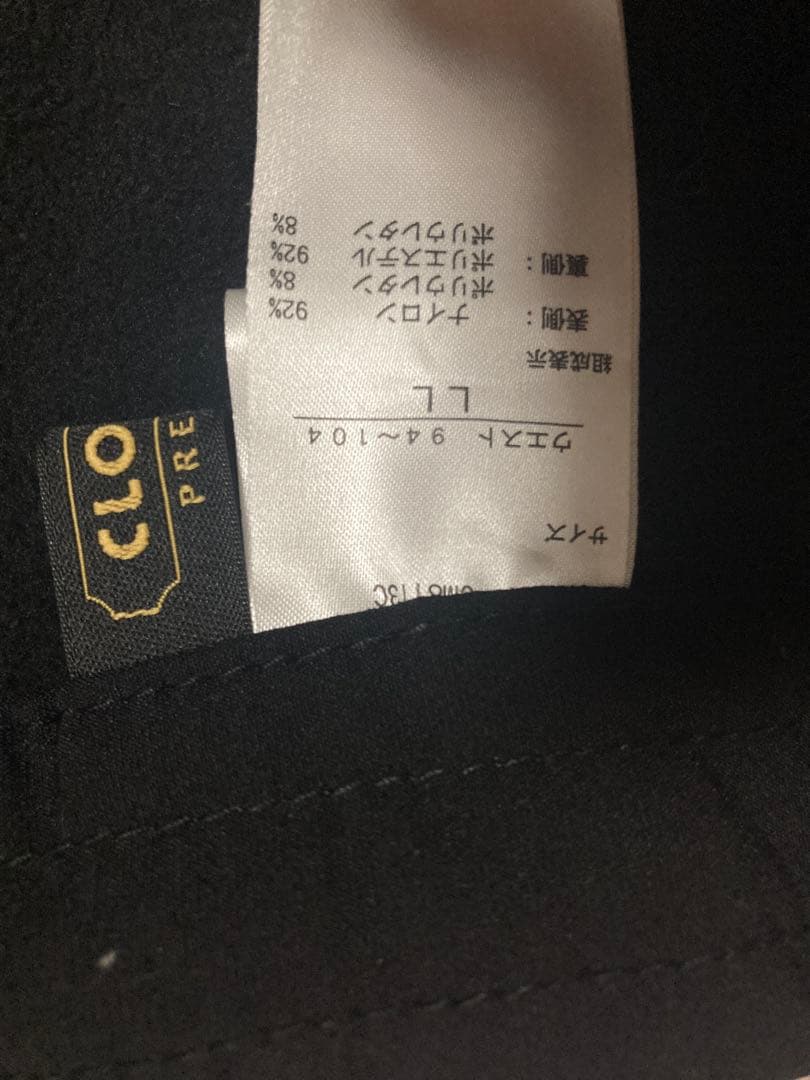 サイズ
ウエスト 94～104
LL
組成表示
表側： ナイロン 92%
ポリウレタン 8%
裏側： ポリエステル 92%
ポリウレタン 8%
CLO
PRE